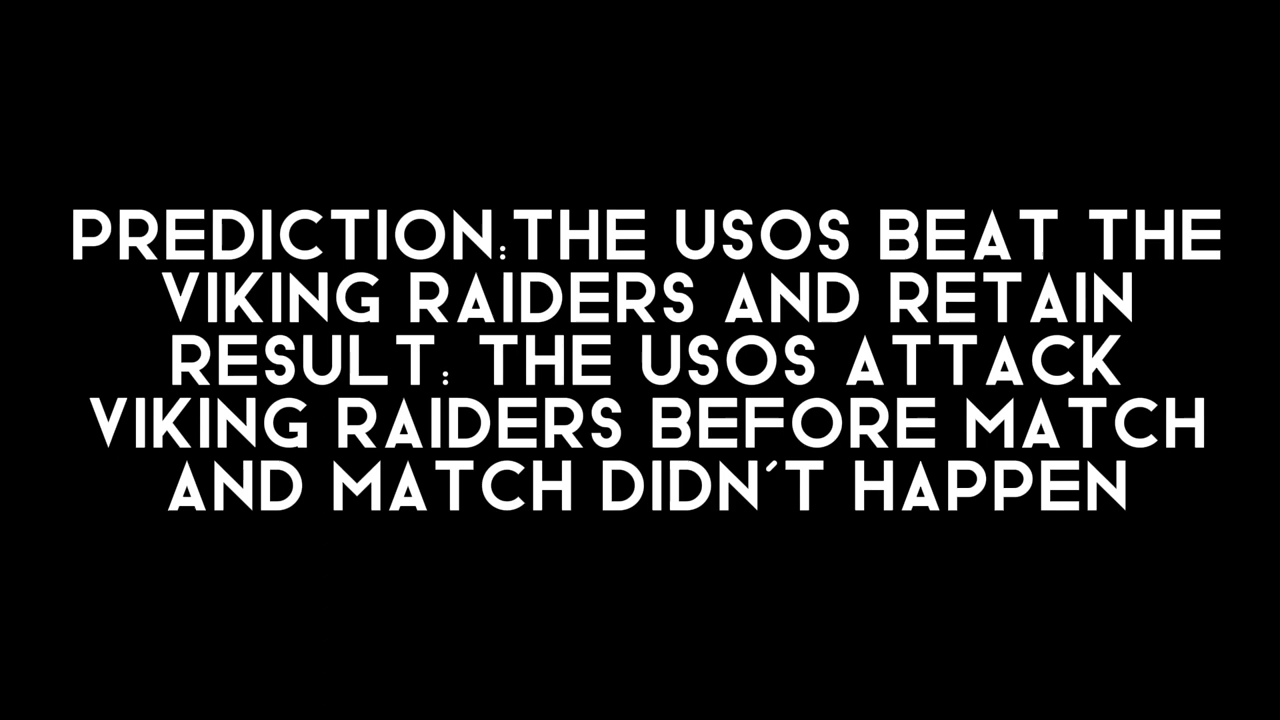 PREDICTION:THE USOS BEAT THE
VIKING RAIDERS AND RETAIN
RESULT: THE USOS ATTACK
VIKING RAIDERS BEFORE MATCH
AND MATCH DIDN´T HAPPEN